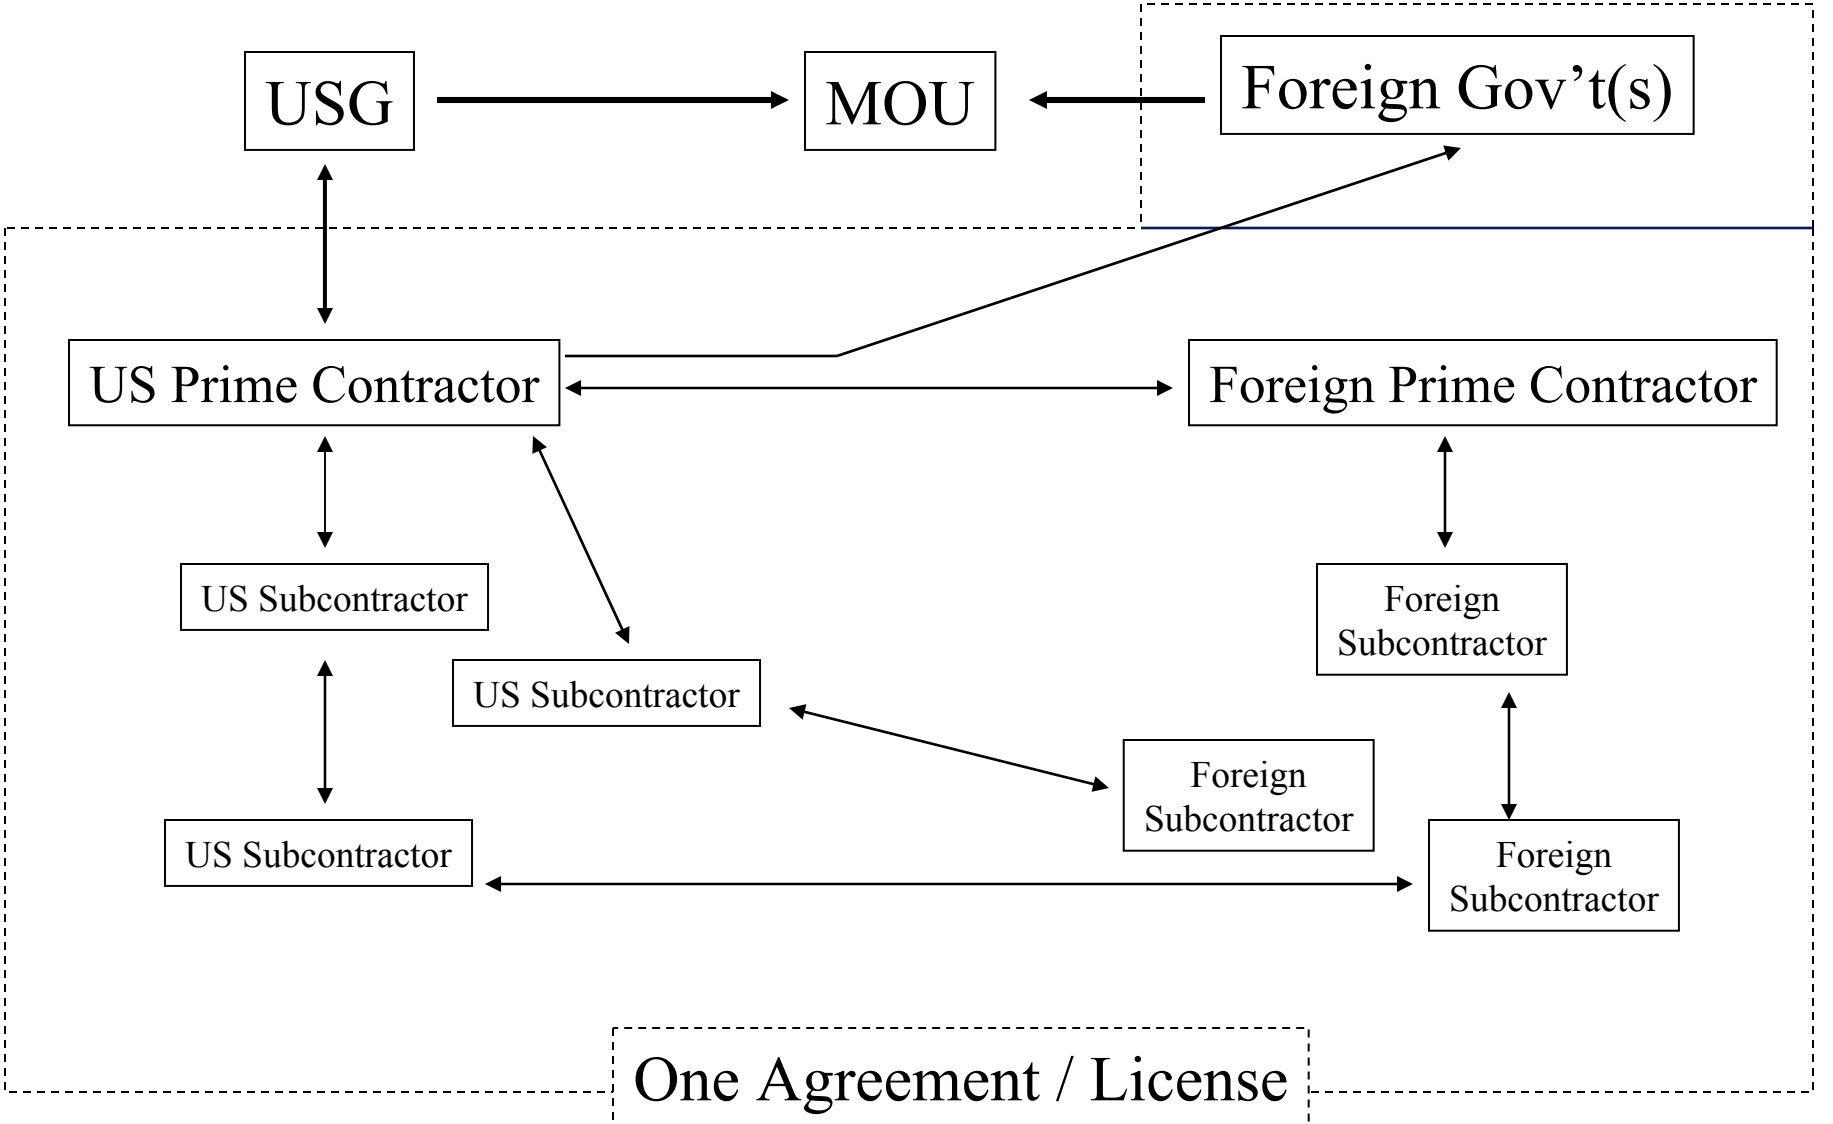 USG
MOU
Foreign Gov’t(s)
US Prime Contractor
Foreign Prime Contractor
US Subcontractor
Foreign
Subcontractor
US Subcontractor
Foreign
Subcontractor
US Subcontractor
Foreign
Subcontractor
One Agreement / License